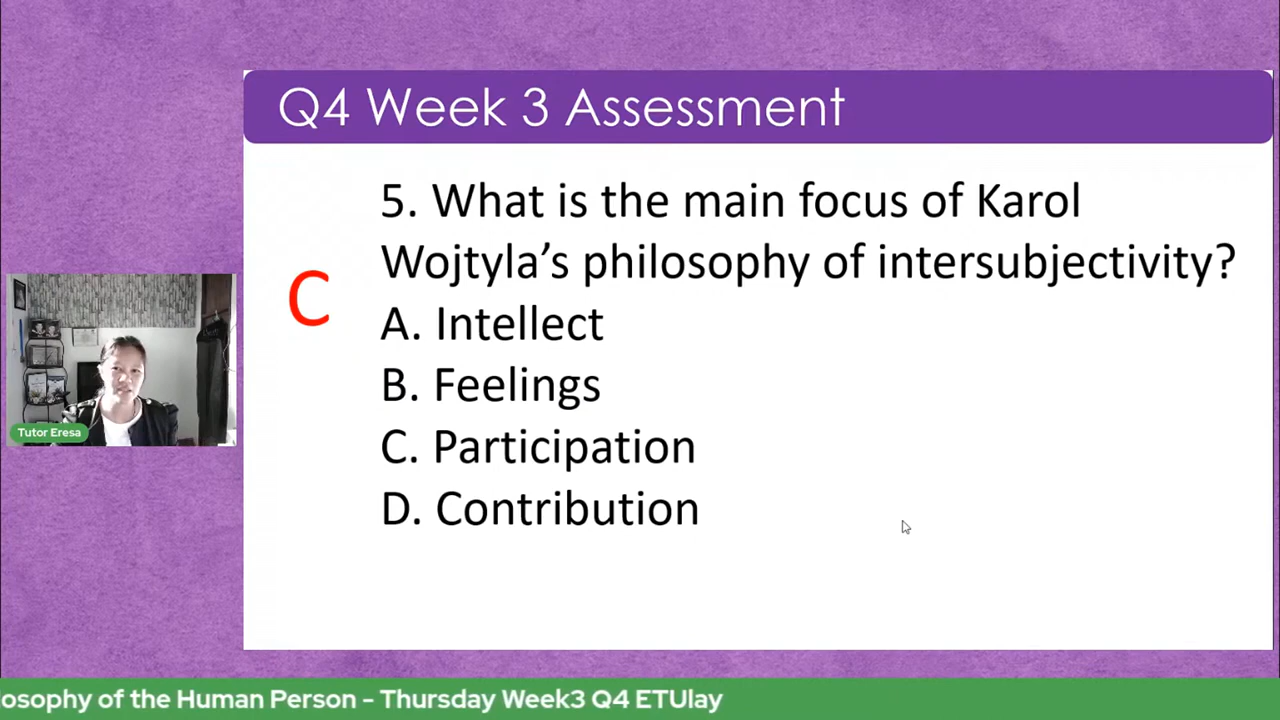 Q4 Week 3 Assessment
5. What is the main focus of Karol
Wojtyla’s philosophy of intersubjectivity?
C
A. Intellect
B. Feelings
C. Participation
D. Contribution
Tutor Eresa
losophy of the Human Person - Thursday Week3 Q4 ETUlay